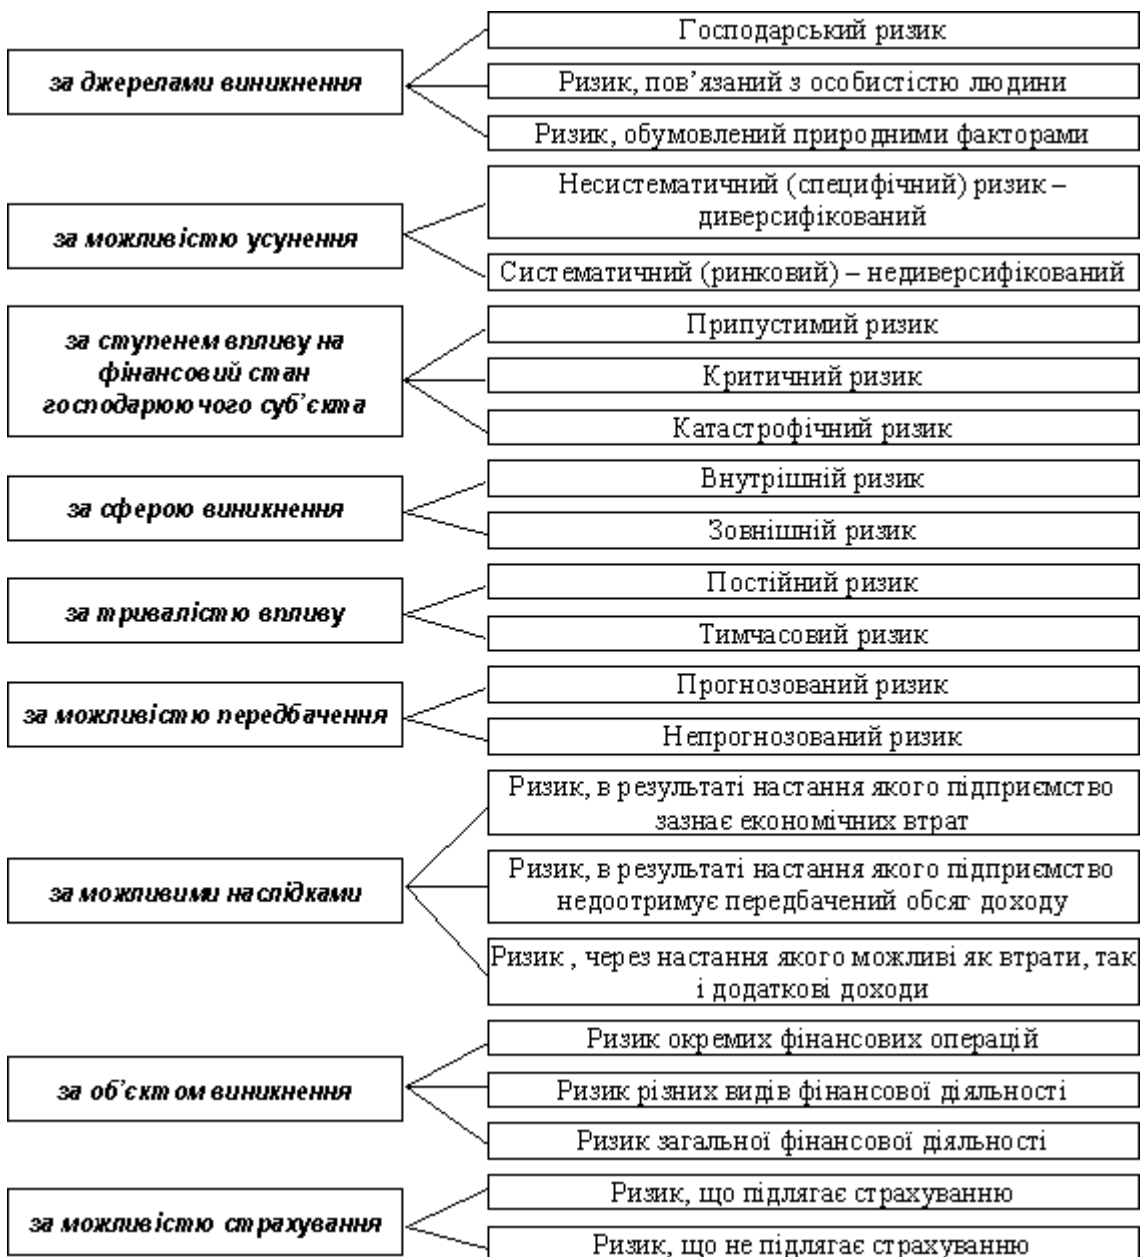 за джерелами виникнення
Господарський ризик
Ризик, пов’язаний з особистістю людини
Ризик, обумовлений природними факторами
за можливістю усунення
Несистематичний (специфічний) ризик –
диверсифікований
Систематичний (ринковий) – недиверсифікований
за ступенем впливу на
фінансовий стан
господарюючого суб’єкта
Припустимий ризик
Критичний ризик
Катастрофічний ризик
за сферою виникнення
Внутрішній ризик
Зовнішній ризик
за тривалістю впливу
Постійний ризик
Тимчасовий ризик
за можливістю передбачення
Прогнозований ризик
Непрогнозований ризик
за можливими наслідками
Ризик, в результаті настання якого підприємство
зазнає економічних втрат
Ризик, в результаті настання якого підприємство
недоотримує передбачений обсяг доходу
Ризик , через настання якого можливі як втрати, так
і додаткові доходи
за об’єктом виникнення
Ризик окремих фінансових операцій
Ризик різних видів фінансової діяльності
Ризик загальної фінансової діяльності
за можливістю страхування
Ризик, що підлягає страхуванню
Ризик, що не підлягає страхуванню